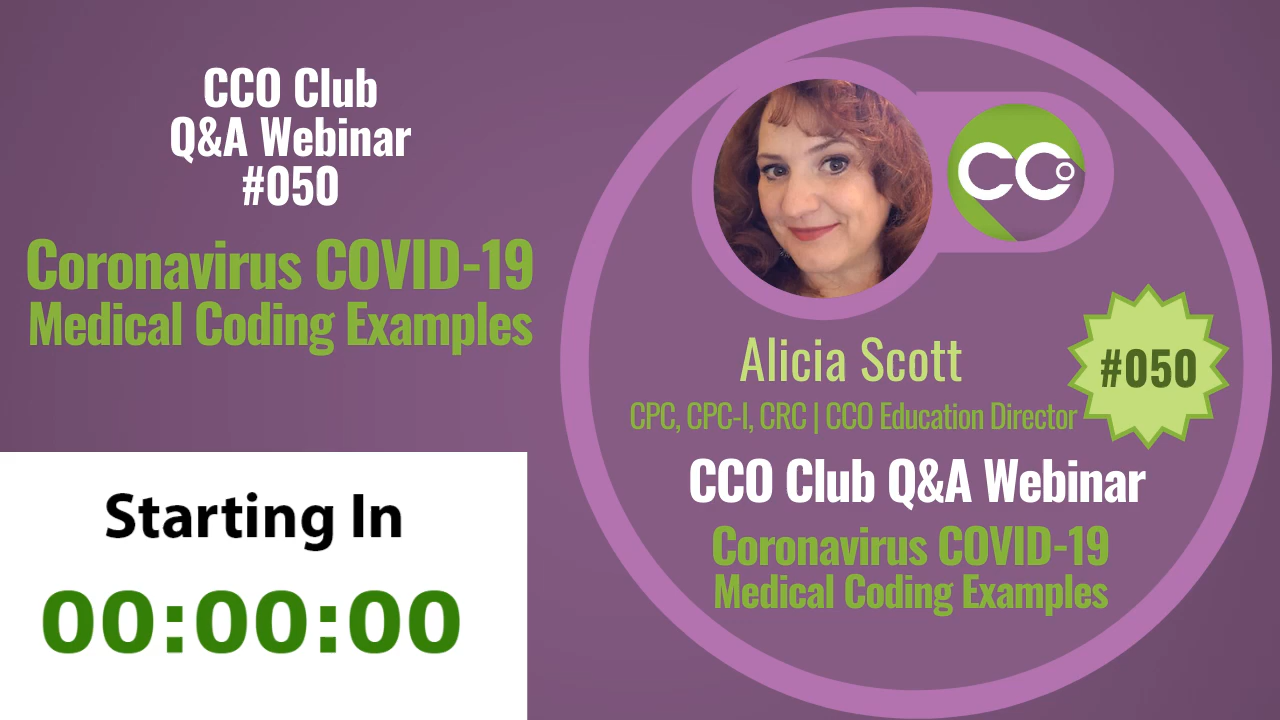 CCO Club
Q&A Webinar
#050
Coronavirus COVID-19
Medical Coding Examples
Starting In
00:00:00
CCO
Alicia Scott
CPC, CPC-I, CRC | CCO Education Director
#050
CCO Club Q&A Webinar
Coronavirus COVID-19
Medical Coding Examples